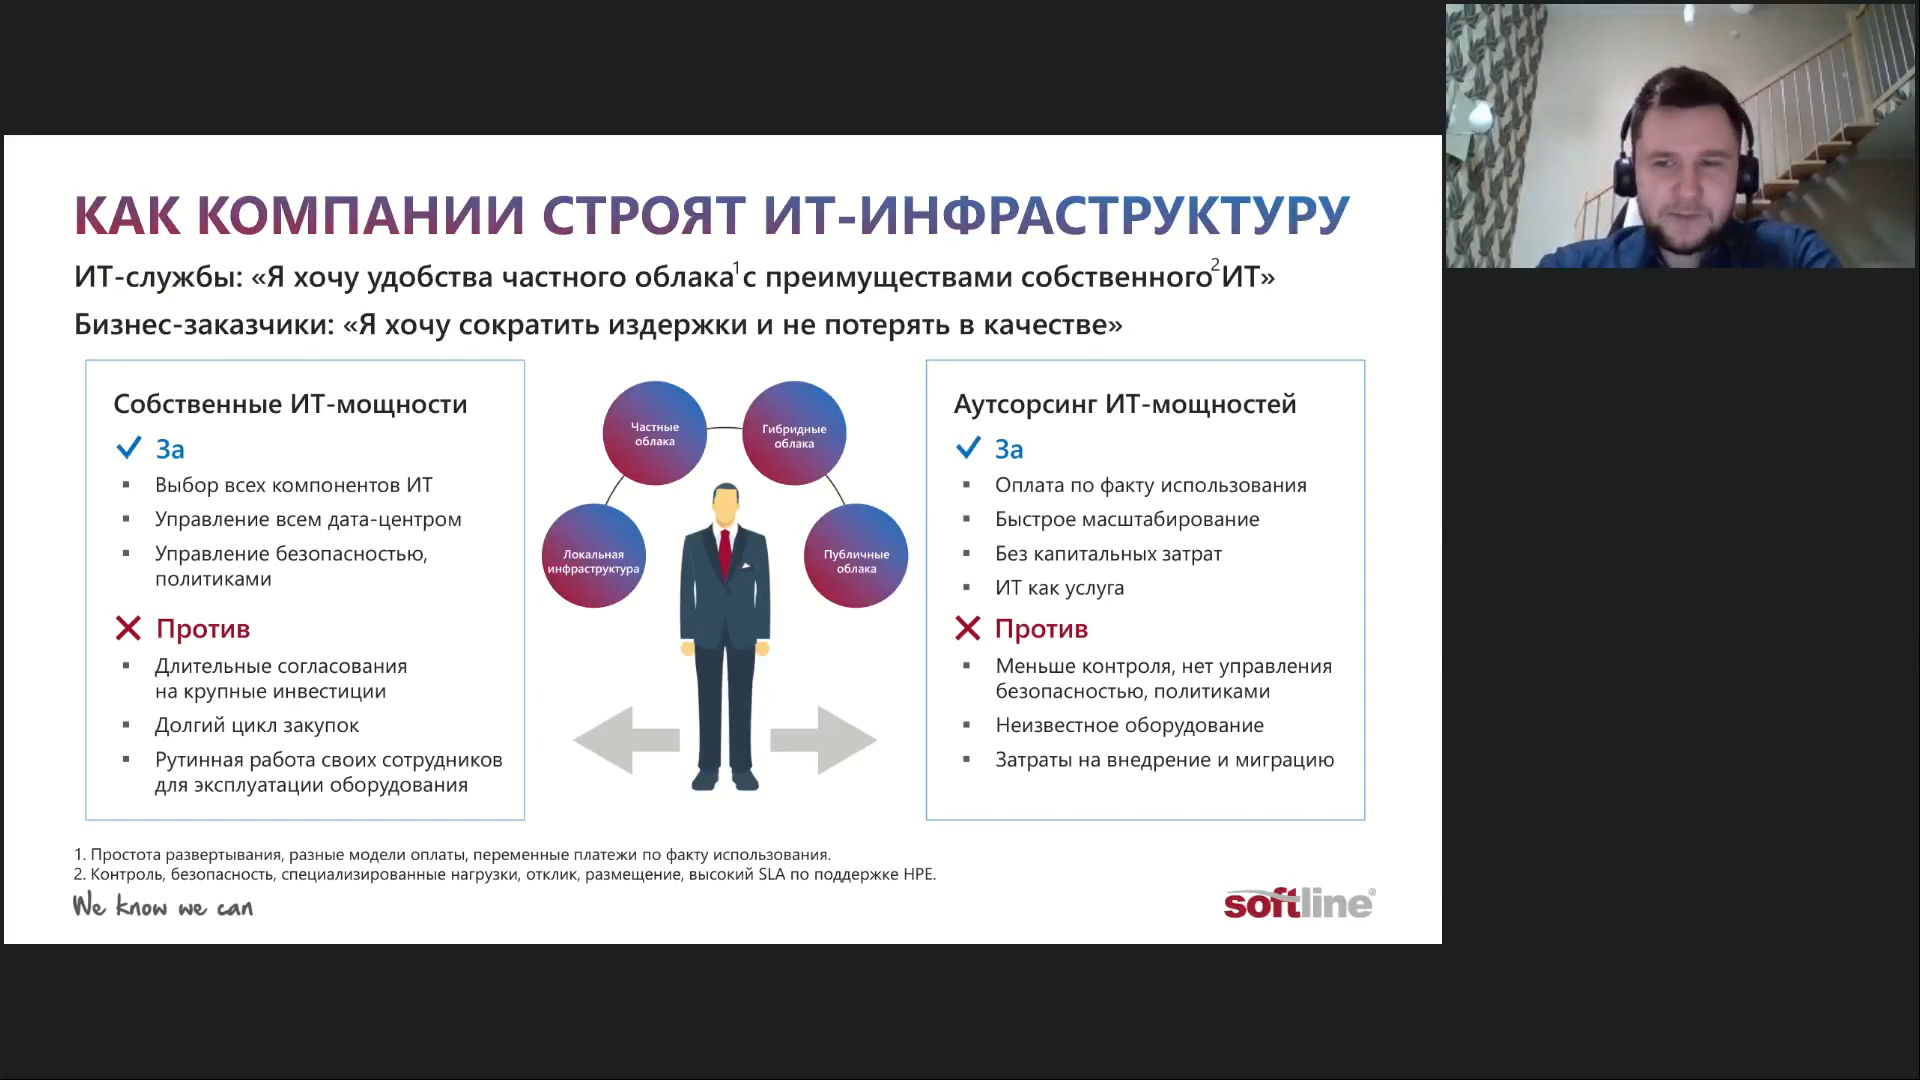 КАК КОМПАНИИ СТРОЯТ ИТ-ИНФРАСТРУКТУРУ
ИТ-службы: «Я хочу удобства частного облака1 с преимуществами собственного2 ИТ»
Бизнес-заказчики: «Я хочу сократить издержки и не потерять в качестве»
Собственные ИТ-мощности
За
Выбор всех компонентов ИТ
Управление всем дата-центром
Управление безопасностью,
политиками
Против
Длительные согласования
на крупные инвестиции
Долгий цикл закупок
Рутинная работа своих сотрудников
для эксплуатации оборудования
Частные
облака
Гибридные
облака
Локальная
инфраструктура
Публичные
облака
Аутсорсинг ИТ-мощностей
За
Оплата по факту использования
Быстрое масштабирование
Без капитальных затрат
ИТ как услуга
Против
Меньше контроля, нет управления
безопасностью, политиками
Неизвестное оборудование
Затраты на внедрение и миграцию
1. Простота развертывания, разные модели оплаты, переменные платежи по факту использования.
2. Контроль, безопасность, специализированные нагрузки, отклик, размещение, высокий SLA по поддержке HPE.
We know we can
softline®